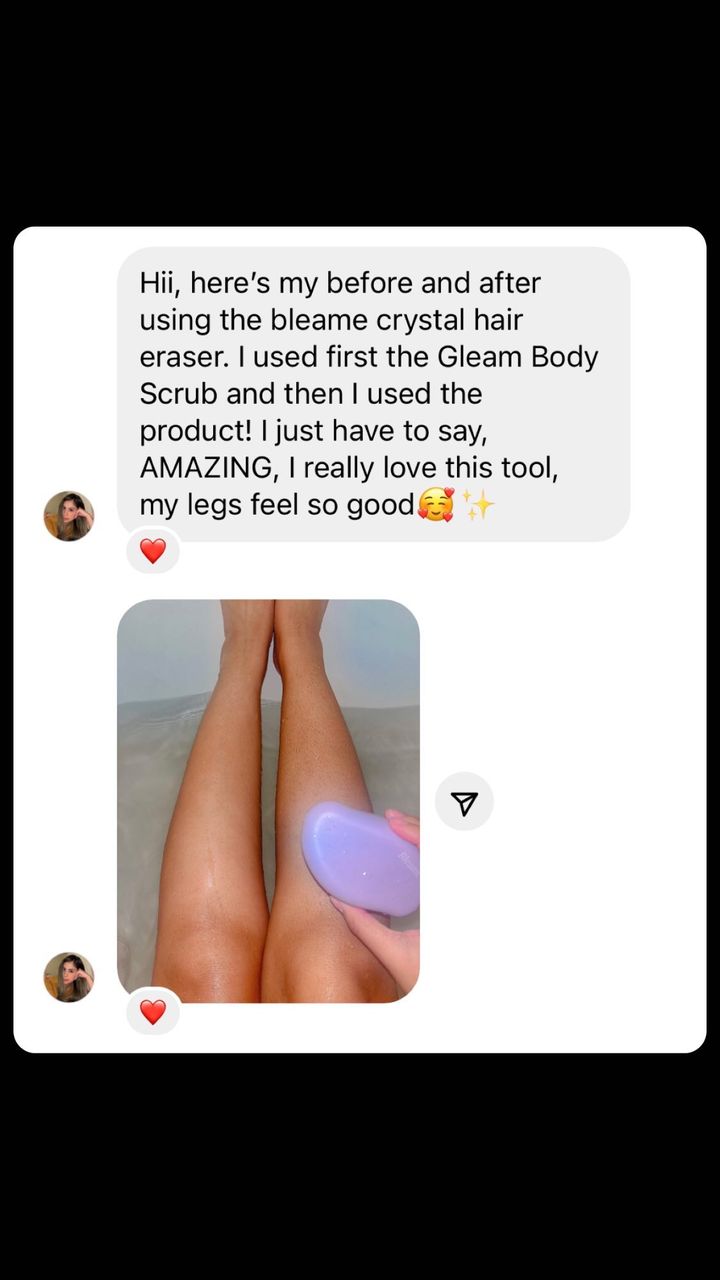 Hii, here's my before and after
using the bleame crystal hair
eraser. I used first the Gleam Body
Scrub and then I used the
product! I just have to say,
AMAZING, I really love this tool,
my legs feel so good🥰✨